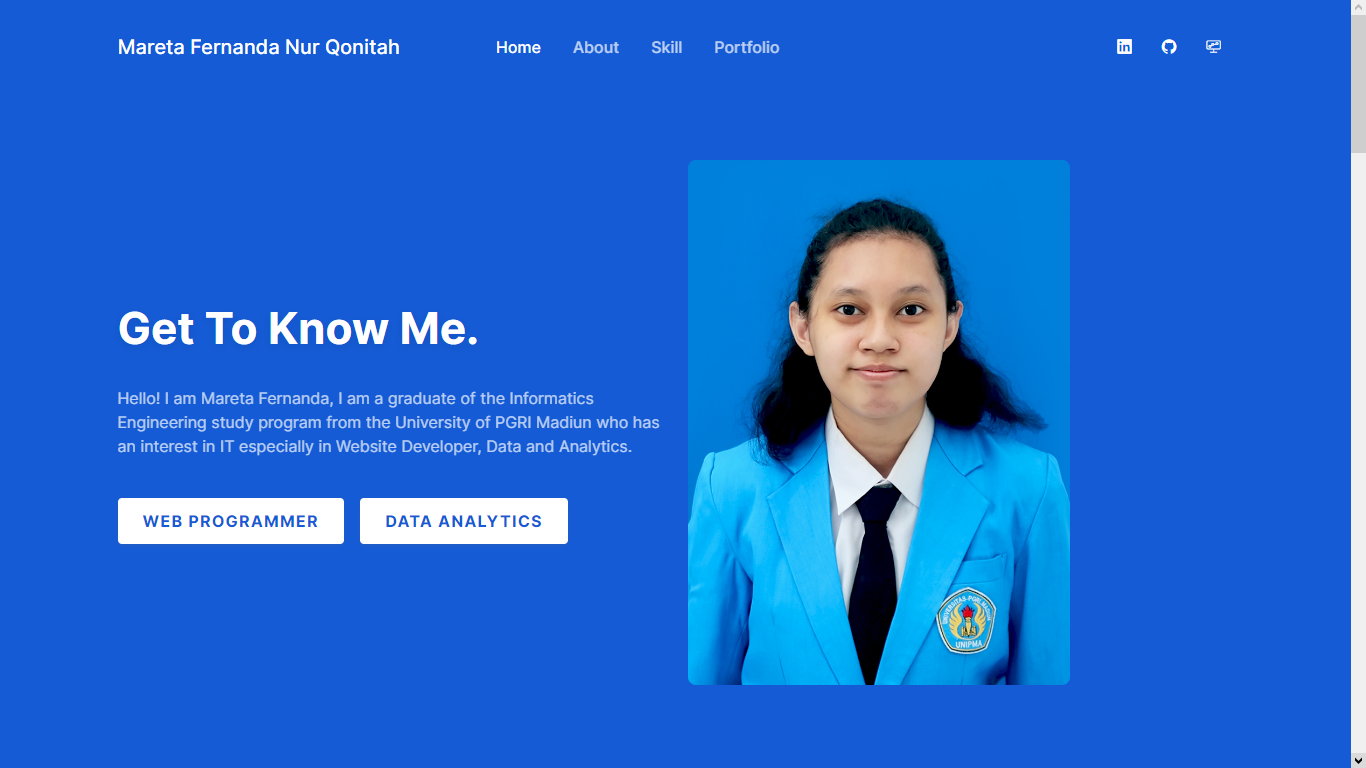 Mareta Fernanda Nur Qonitah
Home About Skill Portfolio
Get To Know Me.
Hello! I am Mareta Fernanda, I am a graduate of the Informatics
Engineering study program from the University of PGRI Madiun who has
an interest in IT especially in Website Developer, Data and Analytics.
WEB PROGRAMMER DATA ANALYTICS
UNIVERSITAS PGRI MADIUN
UNIPMA